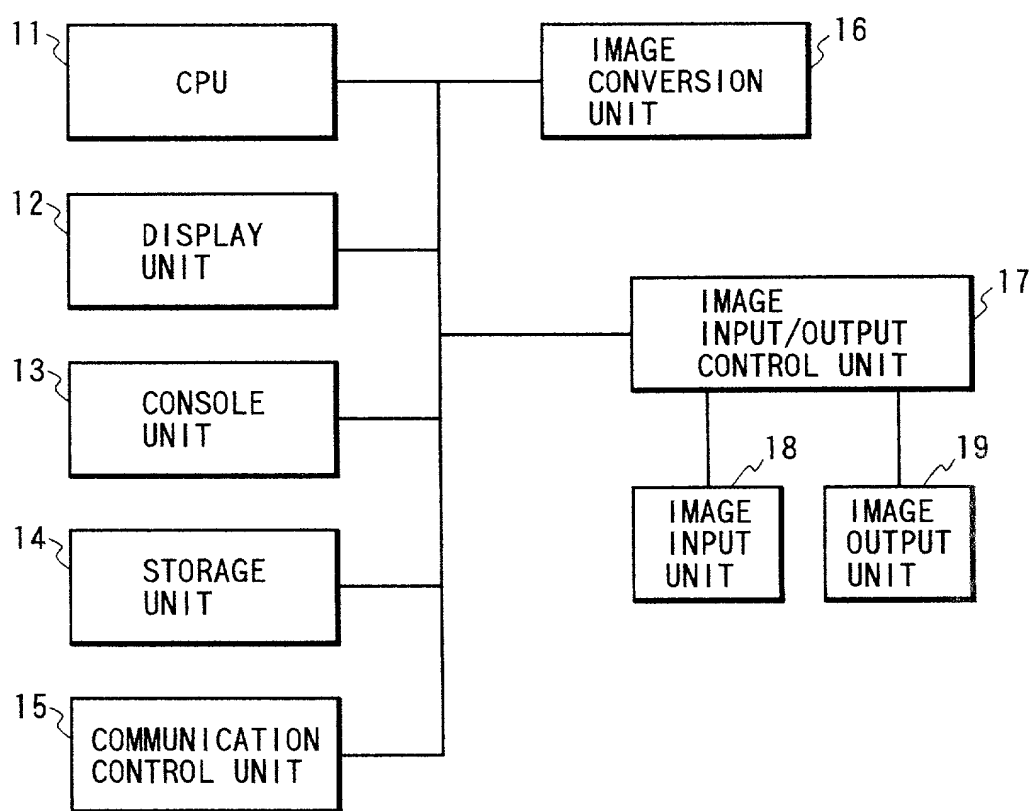 11
CPU
16
IMAGE
CONVERSION
UNIT
12
DISPLAY
UNIT
17
IMAGE
INPUT/OUTPUT
CONTROL UNIT
13
CONSOLE
UNIT
18
IMAGE
INPUT
UNIT
19
IMAGE
OUTPUT
UNIT
14
STORAGE
UNIT
15
COMMUNICATION
CONTROL UNIT